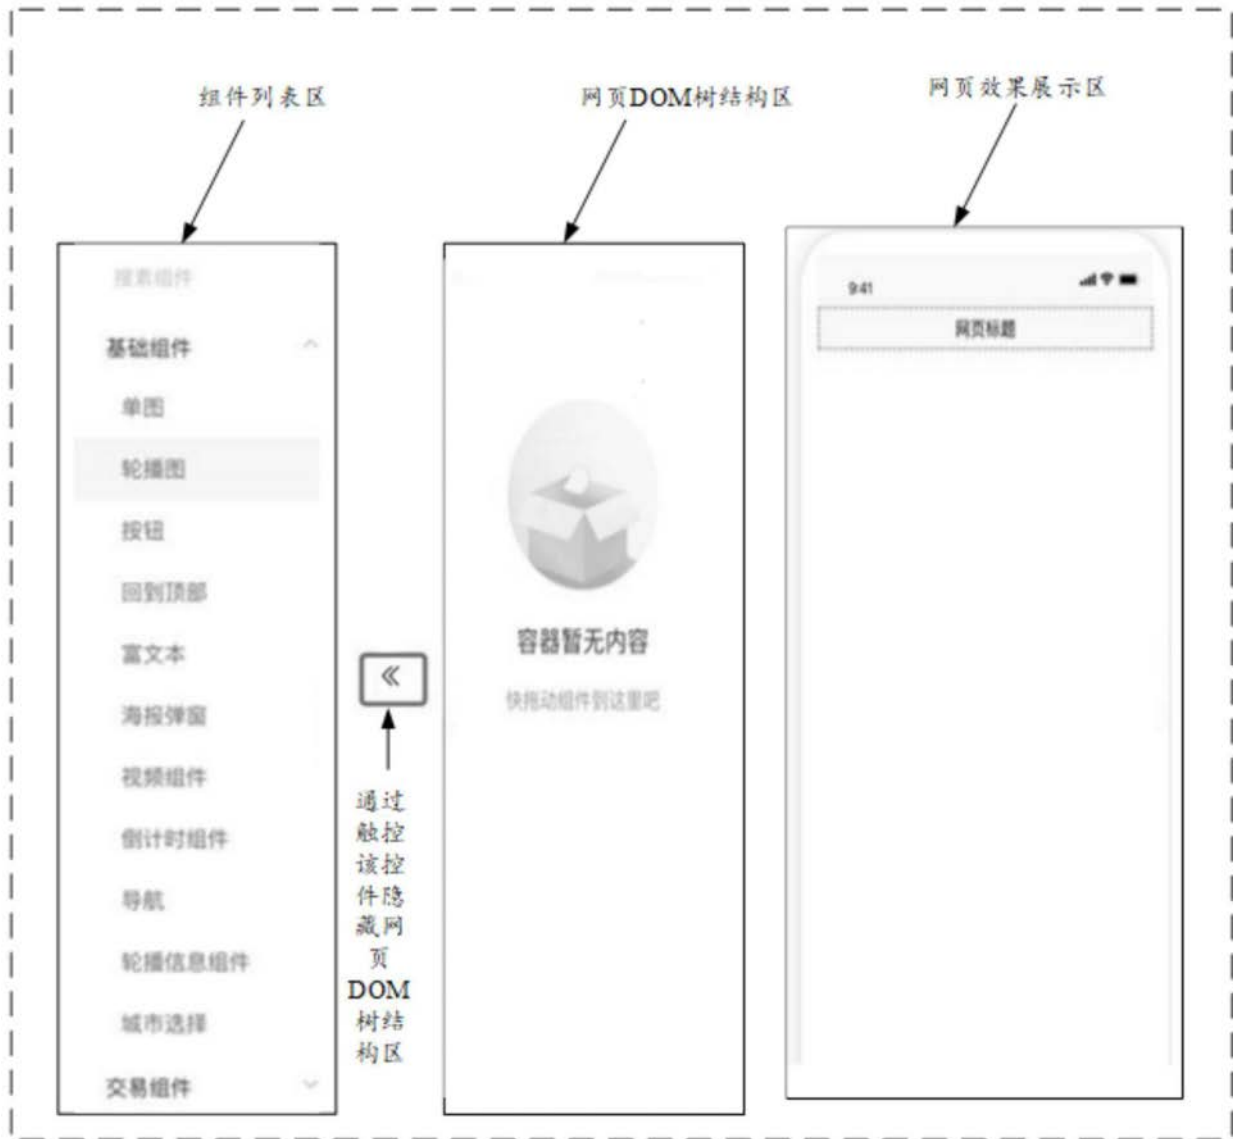 组件列表区
网页DOM树结构区
网页效果展示区
搜索组件
基础组件
单图
轮播图
按钮
回到顶部
富文本
海报弹窗
视频组件
倒计时组件
导航
轮播信息组件
城市选择
交易组件
«
通过
触控
该控
件隐
藏网
页
DOM
树结
构区
容器暂无内容
快拖动组件到这里吧
9:41
网页标题